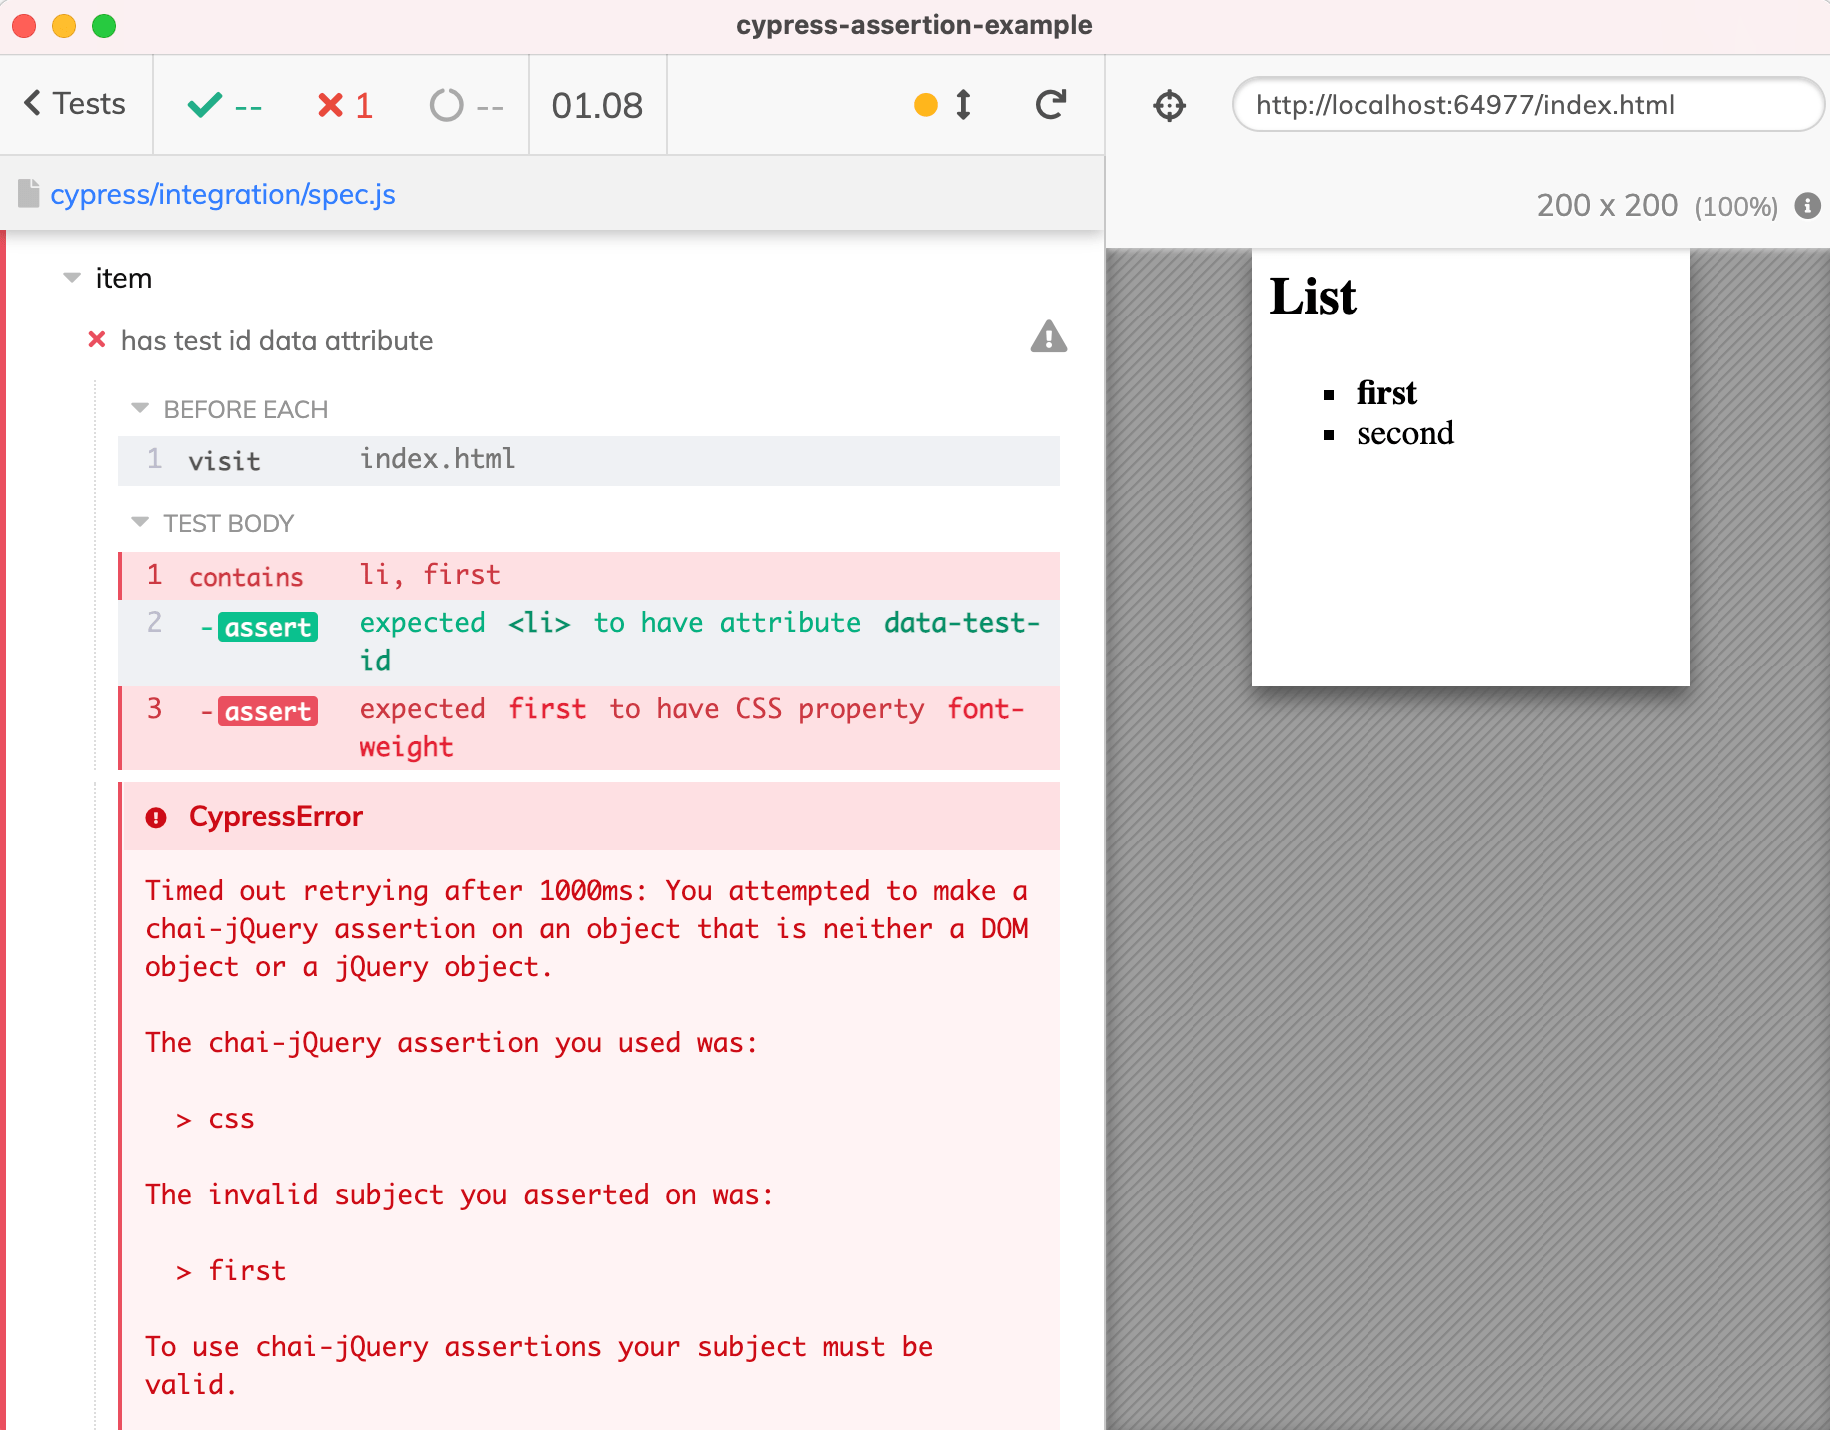 cypress-assertion-example
Tests
--
1
--
01.08
http://localhost:64977/index.html
cypress/integration/spec.js
200 x 200 (100%)
item
has test id data attribute
BEFORE EACH
1 visit index.html
TEST BODY
1 contains li, first
2 -assert expected <li> to have attribute data-test-
id
3 -assert expected first to have CSS property font-
weight
CypressError
Timed out retrying after 1000ms: You attempted to make a
chai-jQuery assertion on an object that is neither a DOM
object or a jQuery object.
The chai-jQuery assertion you used was:
> css
The invalid subject you asserted on was:
> first
To use chai-jQuery assertions your subject must be
valid.
List
first
second